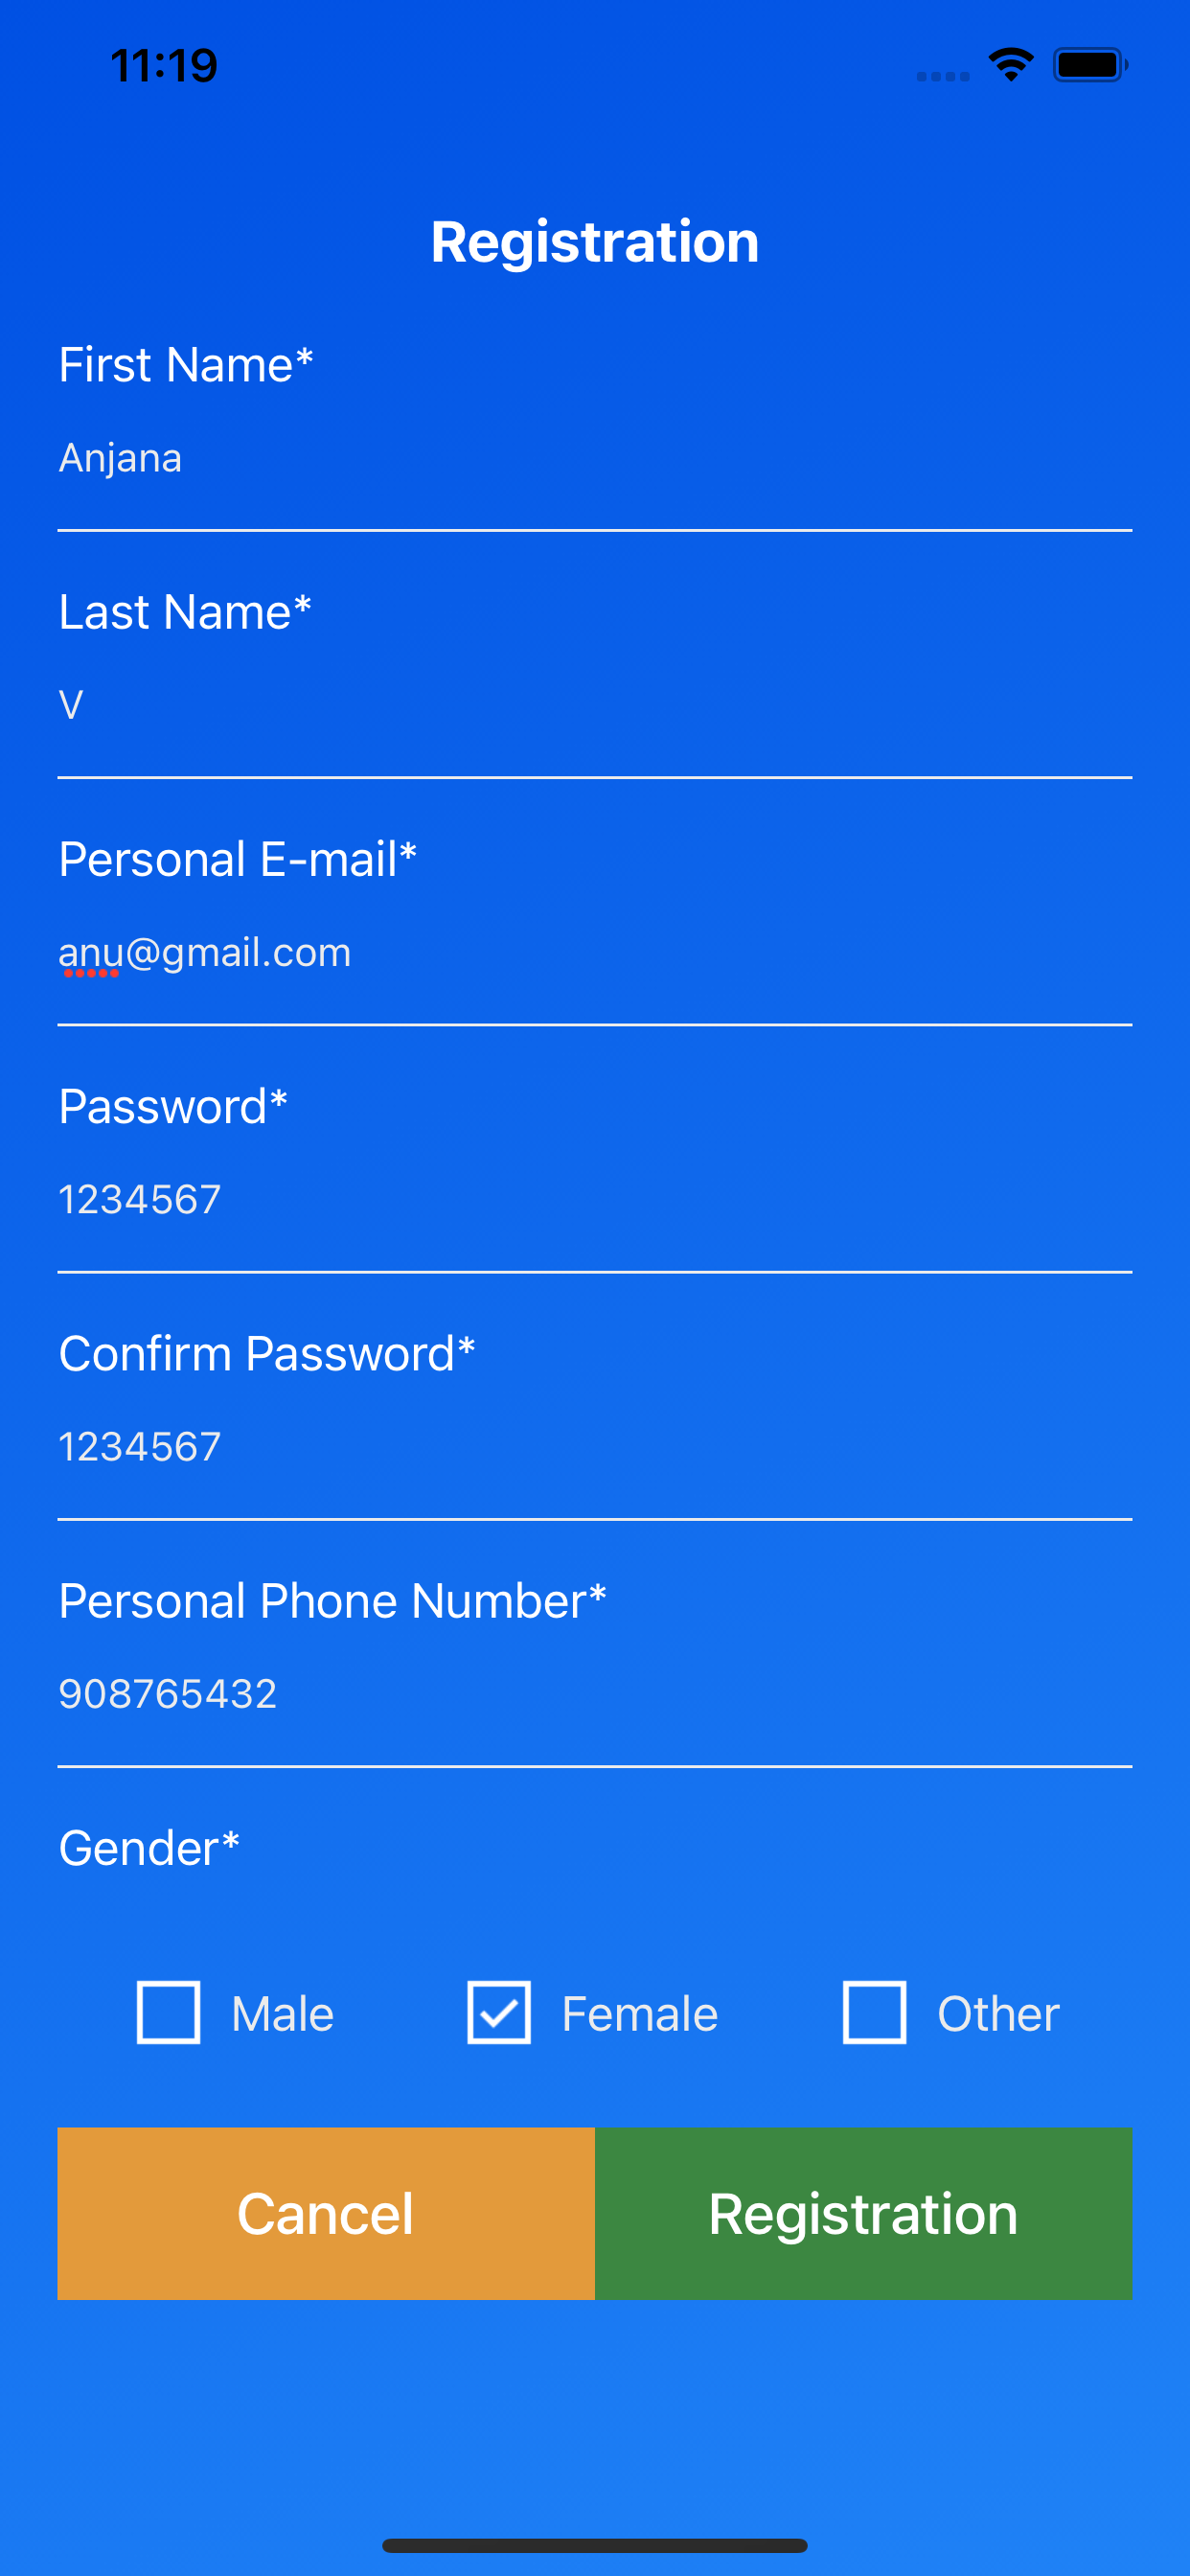 11:19
Registration
First Name*
Anjana
Last Name*
V
Personal E-mail*
anu@gmail.com
Password*
1234567
Confirm Password*
1234567
Personal Phone Number*
908765432
Gender*
Male Female Other
Cancel Registration